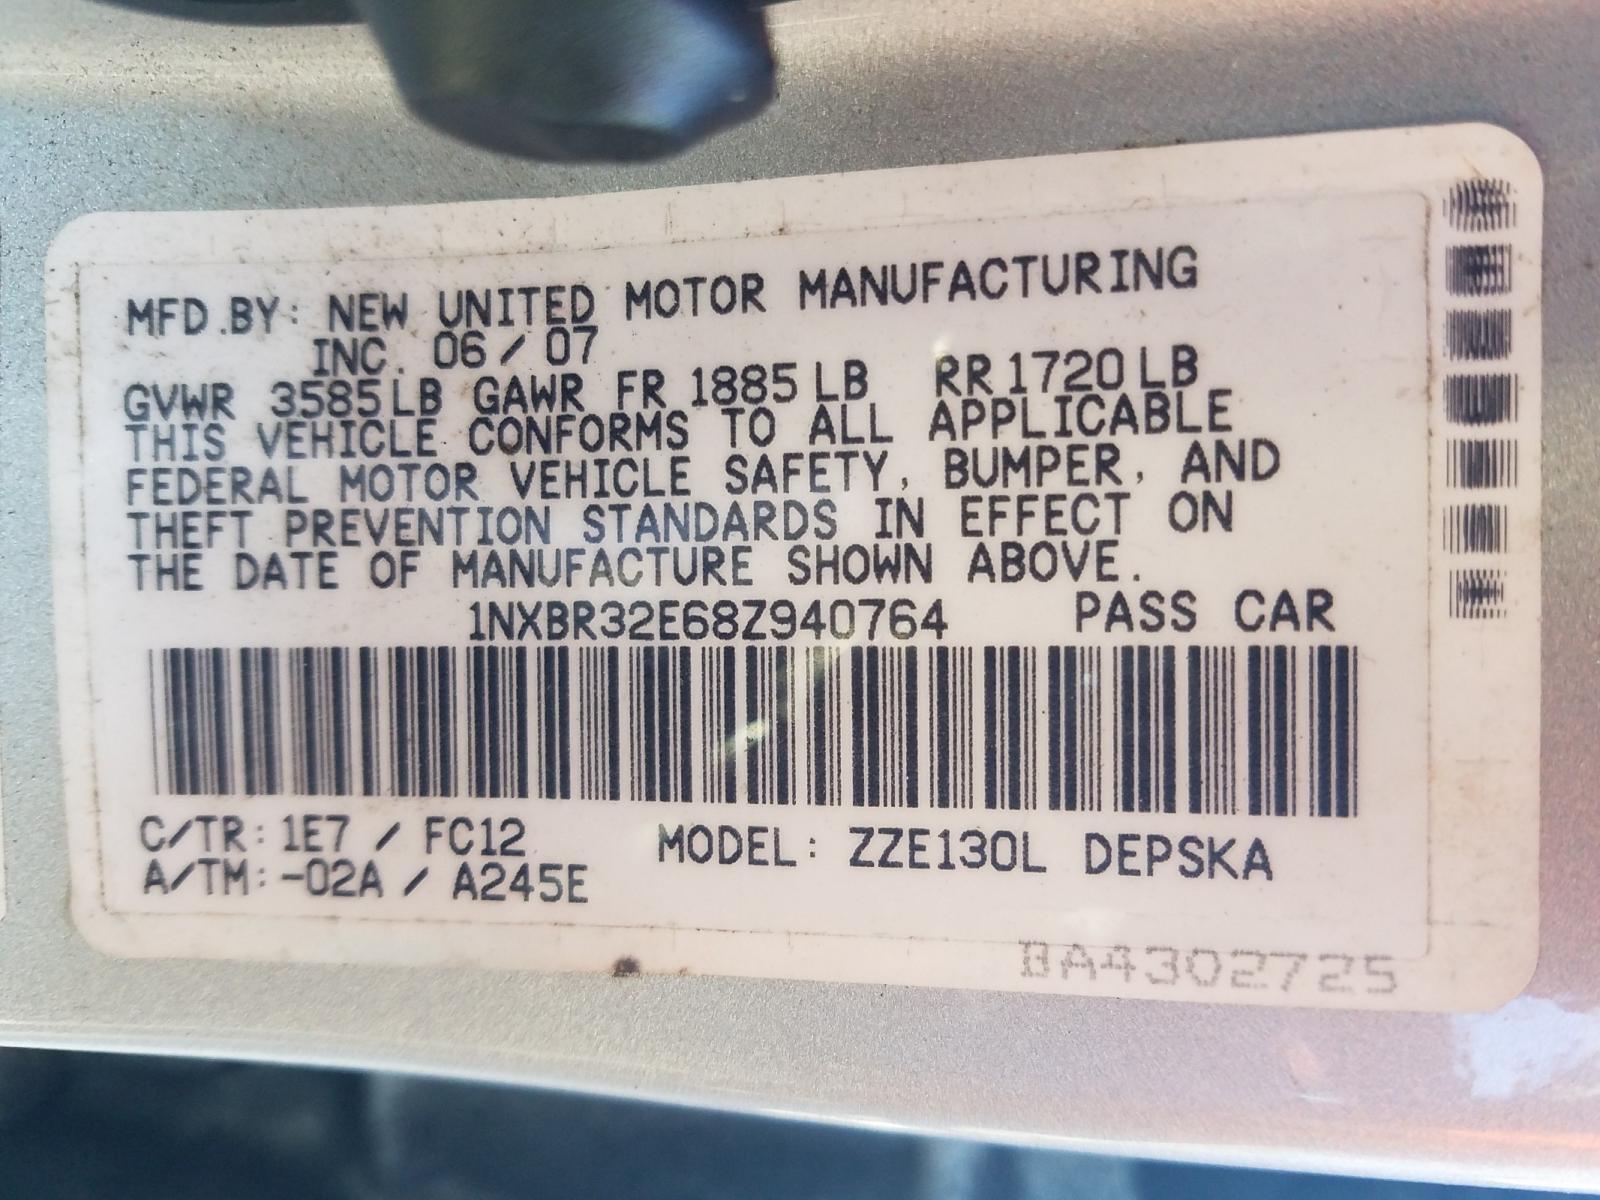 MFD.BY: NEW UNITED MOTOR MANUFACTURING
INC. 06/07
GVWR 3585LB GAWR FR 1885LB RR1720LB
THIS VEHICLE CONFORMS TO ALL APPLICABLE
FEDERAL MOTOR VEHICLE SAFETY, BUMPER, AND
THEFT PREVENTION STANDARDS IN EFFECT ON
THE DATE OF MANUFACTURE SHOWN ABOVE.
1NXBR32E68Z940764 PASS CAR
C/TR: 1E7 / FC12
A/TM: -02A / A245E
MODEL: ZZE130L DEPSKA
BA4302725